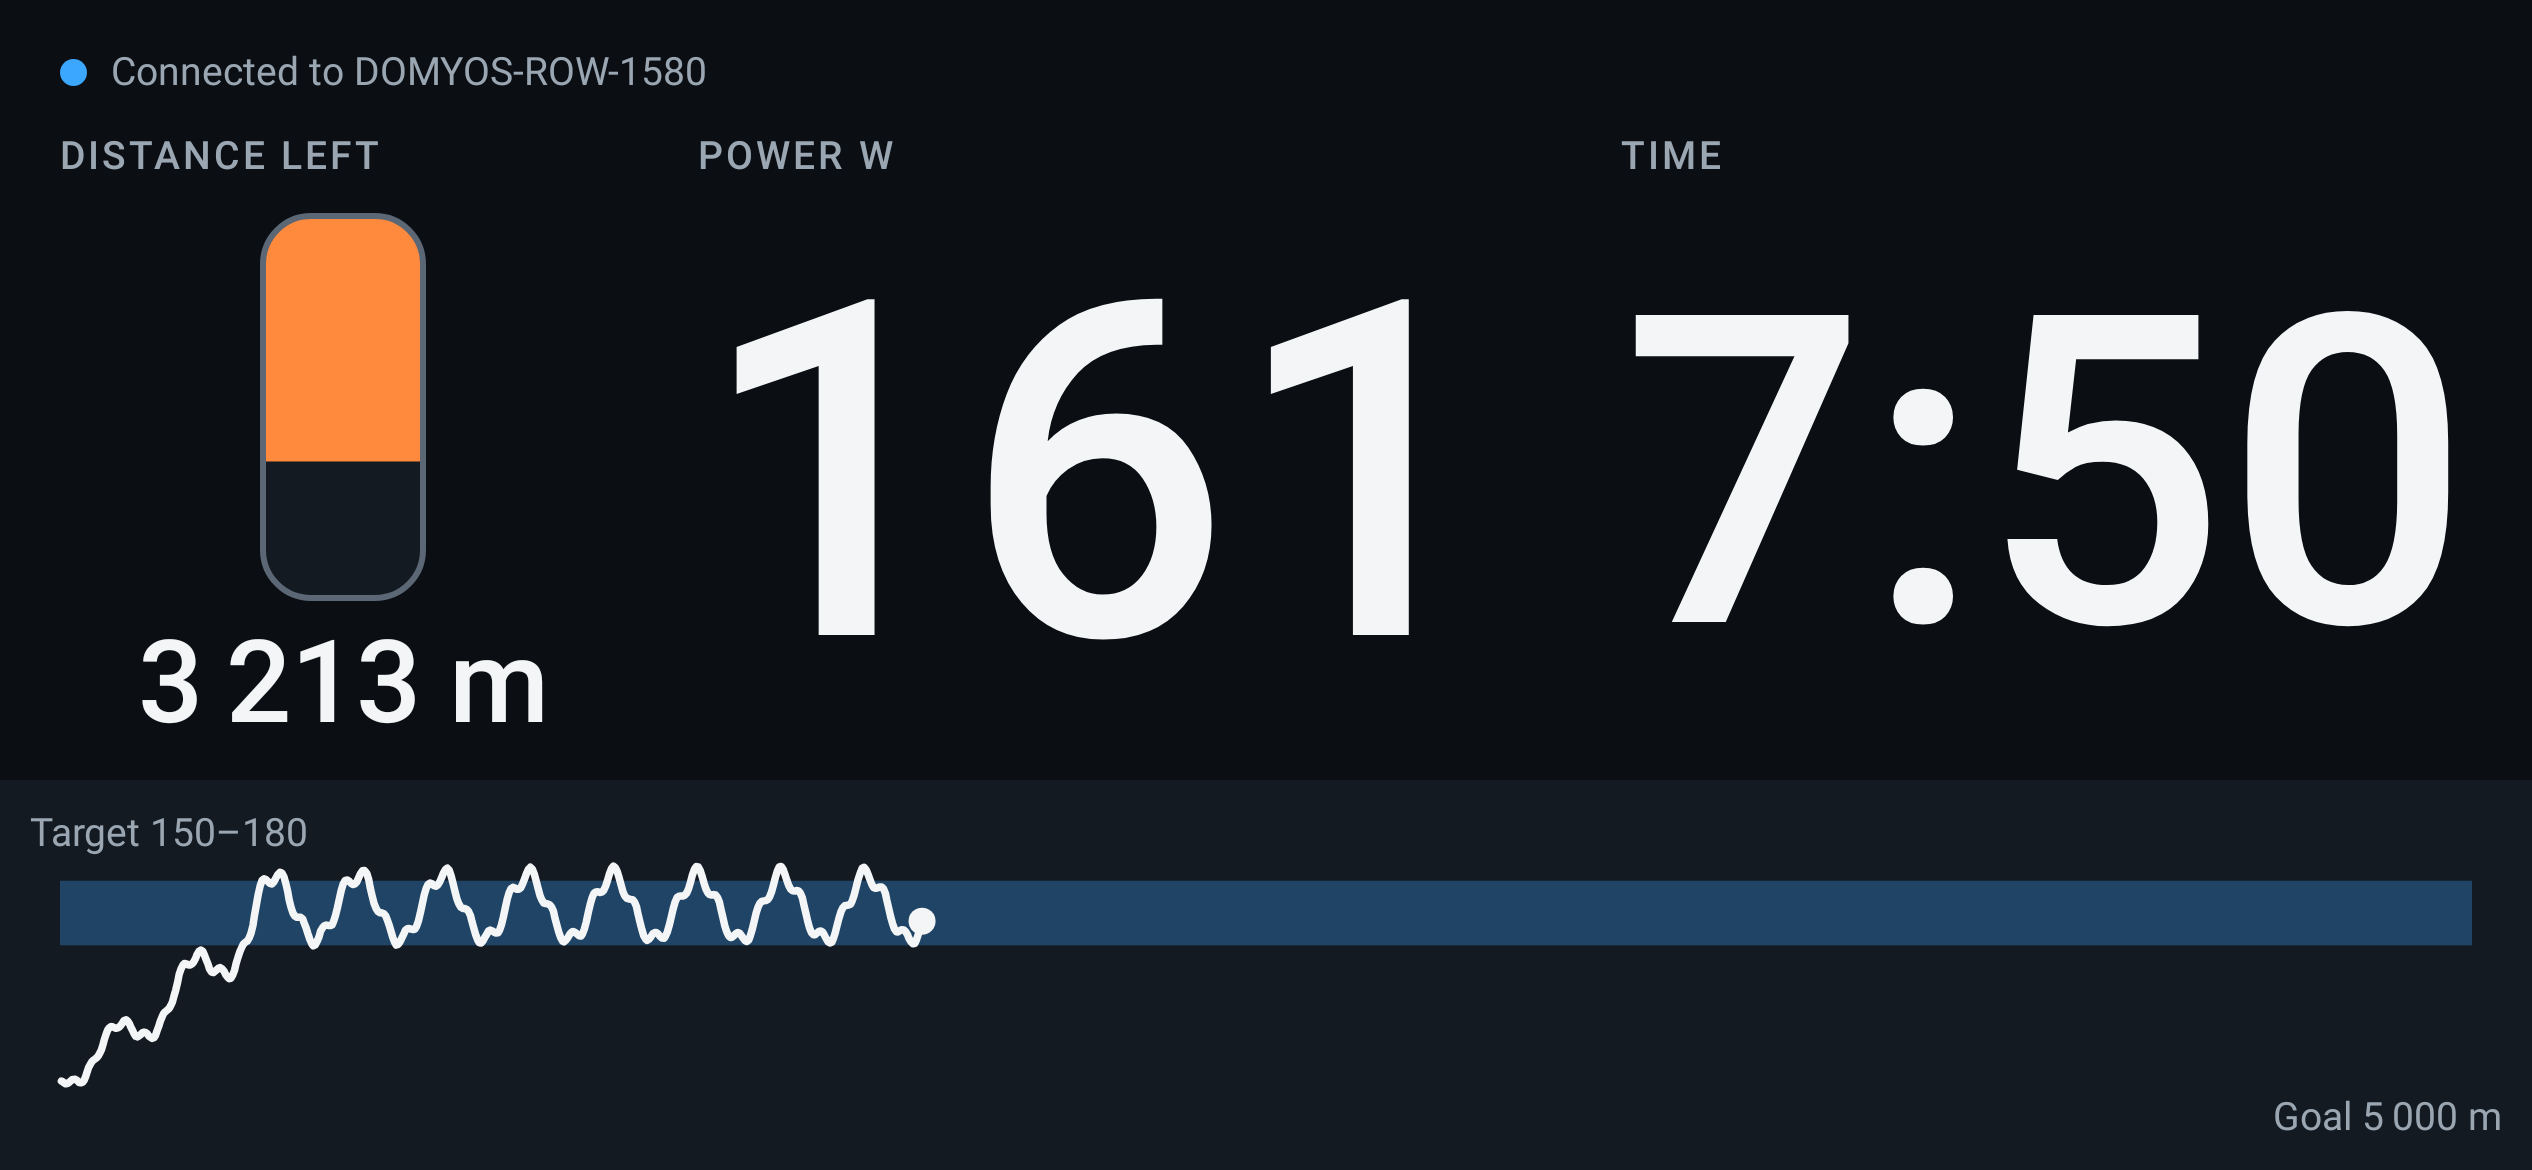 Connected to DOMYOS-ROW-1580
DISTANCE LEFT
3 213 m
POWER W
161
TIME
7:50
Target 150–180
Goal 5 000 m